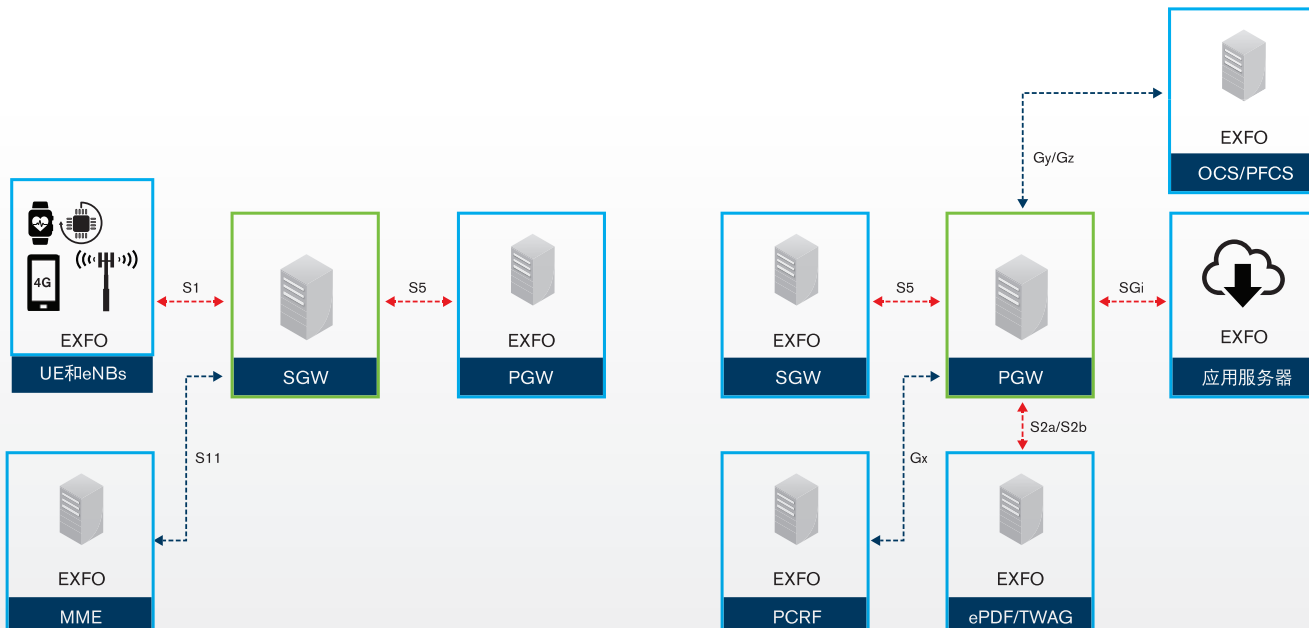 EXFO
OCS/PFCS
Gy/Gz
4G
EXFO
UE和eNBs
S1
SGW
S5
EXFO
PGW
S11
EXFO
MME
EXFO
SGW
S5
PGW
SGi
EXFO
应用服务器
S2a/S2b
Gx
EXFO
PCRF
EXFO
ePDF/TWAG